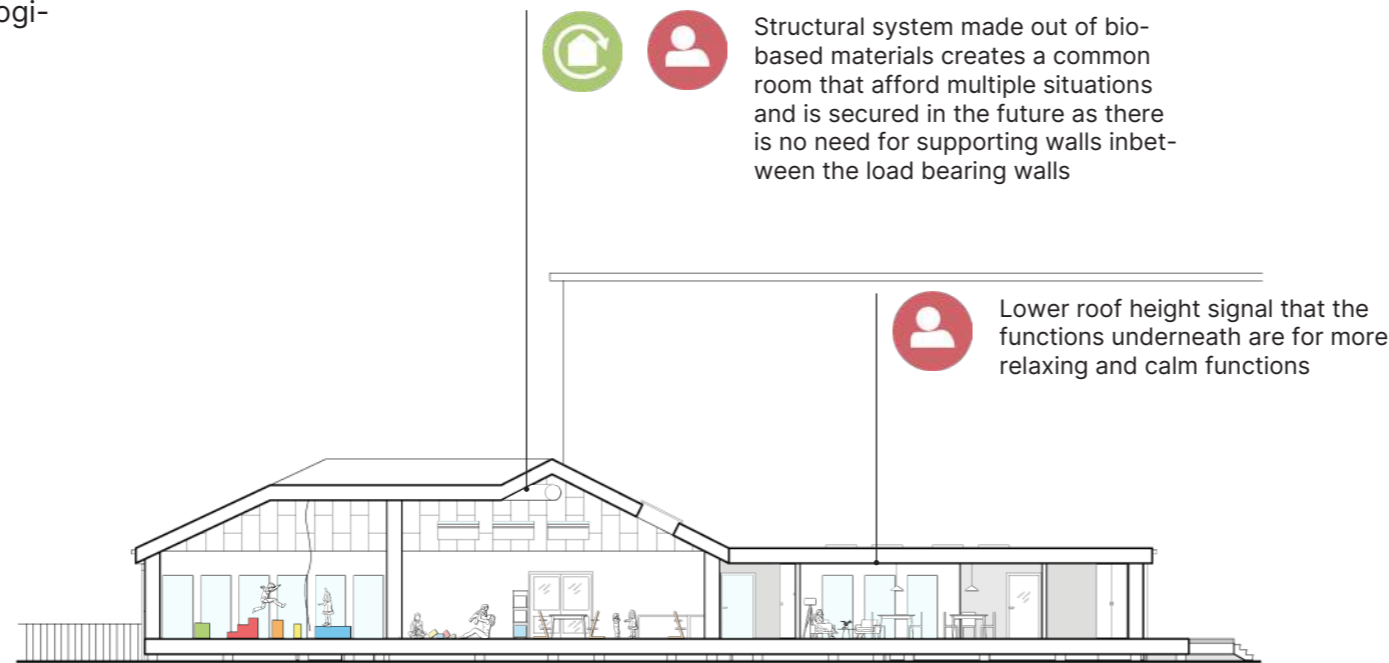 ogi-
Structural system made out of bio-
based materials creates a common
room that afford multiple situations
and is secured in the future as there
is no need for supporting walls inbet-
ween the load bearing walls
Lower roof height signal that the
functions underneath are for more
relaxing and calm functions